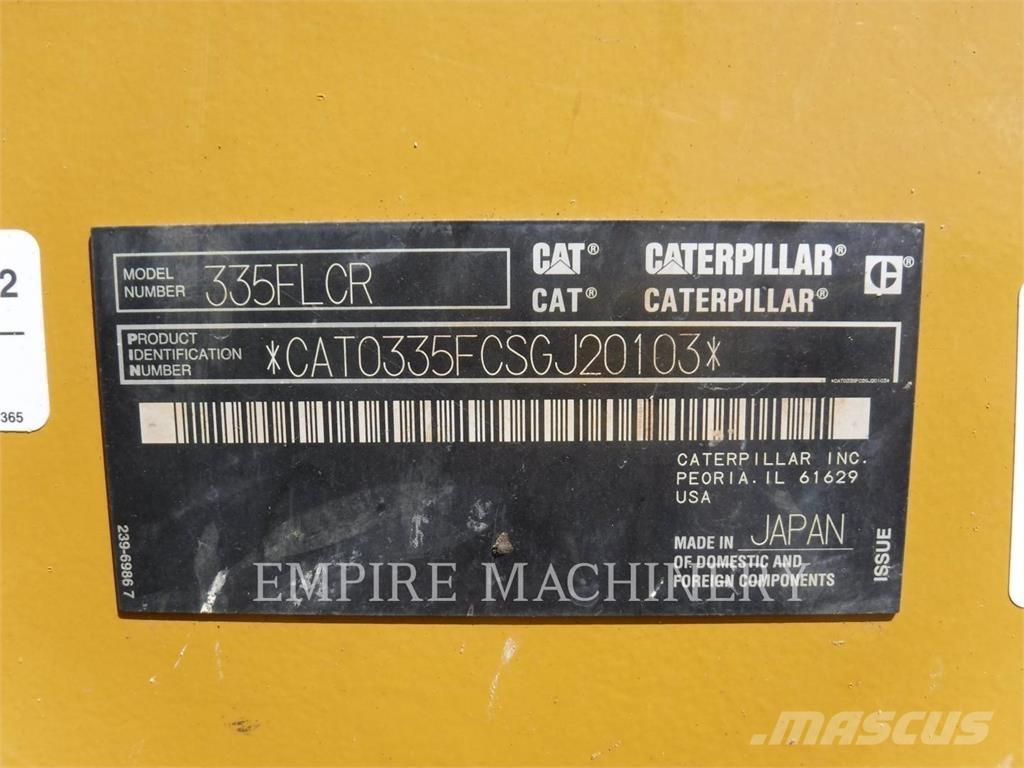 2
365
MODEL NUMBER 335FLCR
CAT® CATERPILLAR®
CAT® CATERPILLAR®
PRODUCT IDENTIFICATION NUMBER *CAT0335FCSGJ20103*
*CAT0335FCSGJ20103*
CATERPILLAR INC.
PEORIA. IL 61629
USA
MADE IN JAPAN
OF DOMESTIC AND
FOREIGN COMPONENTS
239-6986 7
ISSUE
EMPIRE MACHINERY
MASCUS